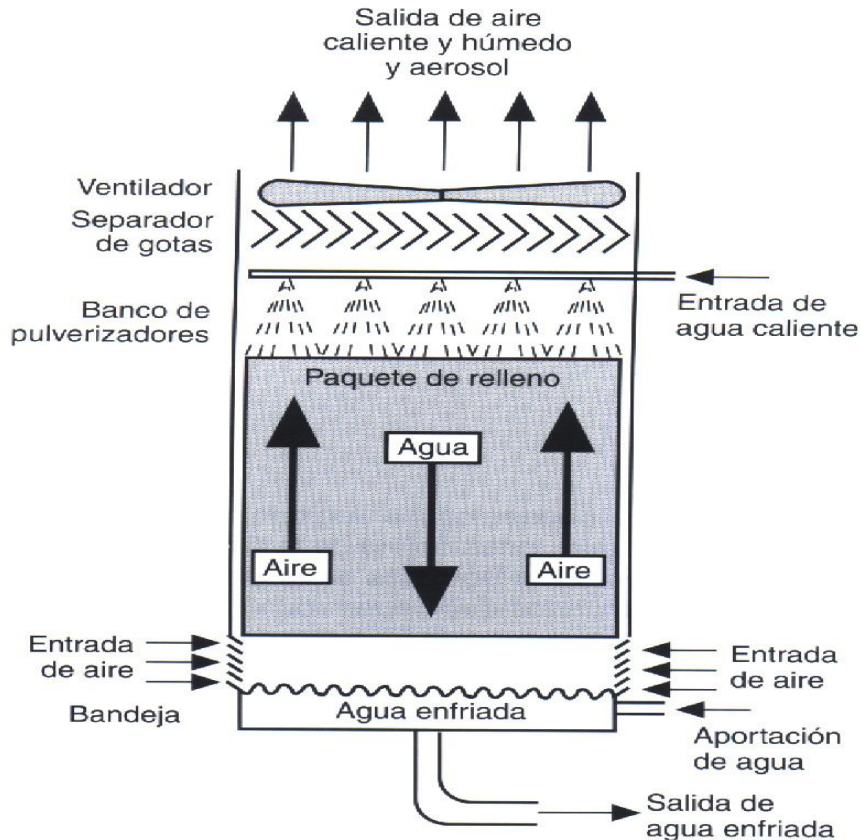 Salida de aire
caliente y húmedo
y aerosol
Ventilador
Separador
de gotas
Banco de
pulverizadores
Entrada de
agua caliente
Paquete de relleno
Agua
Aire
Aire
Entrada
de aire
Entrada
de aire
Bandeja
Agua enfriada
Aportación
de agua
Salida de
agua enfriada